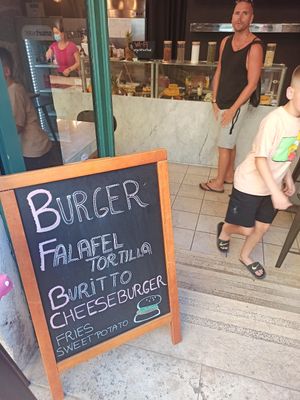 BURGER
FALAFEL
TORTILLA
BURITTO
CHEESEBURGER
FRIES
SWEET POTATO